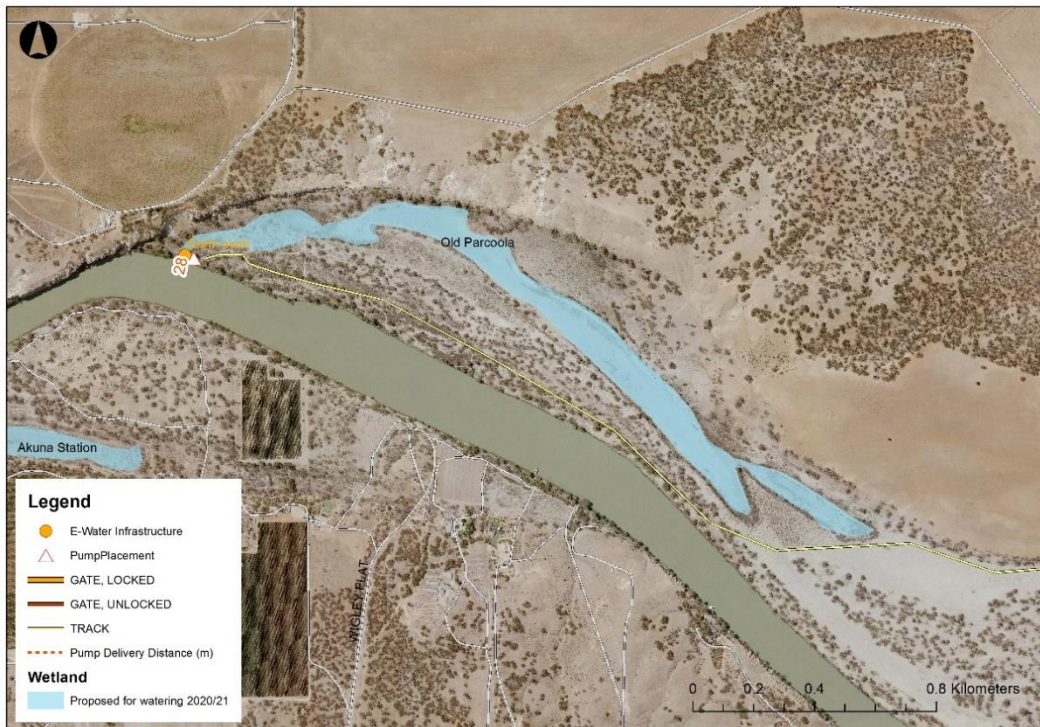 Old Parcoola
28
Akuna Station
WIGLEY FLAT
Legend
E-Water Infrastructure
PumpPlacement
GATE, LOCKED
GATE, UNLOCKED
TRACK
Pump Delivery Distance (m)
Wetland
Proposed for watering 2020/21
0 0.2 0.4 0.8 Kilometers